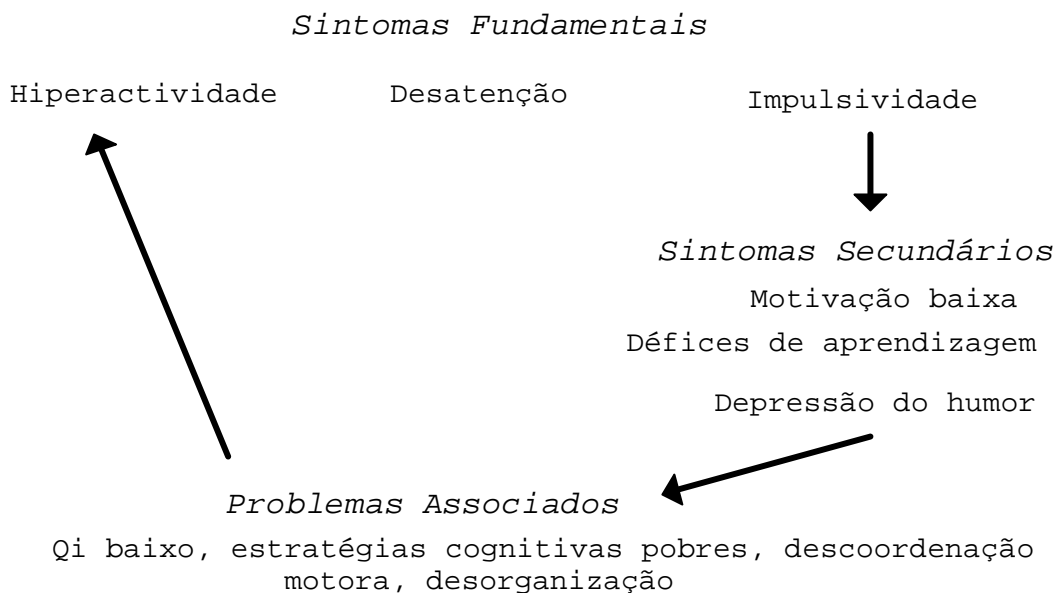 Sintomas Fundamentais
Hiperactividade Desatenção Impulsividade
Sintomas Secundários
Motivação baixa
Défices de aprendizagem
Depressão do humor
Problemas Associados
Qi baixo, estratégias cognitivas pobres, descoordenação
motora, desorganização